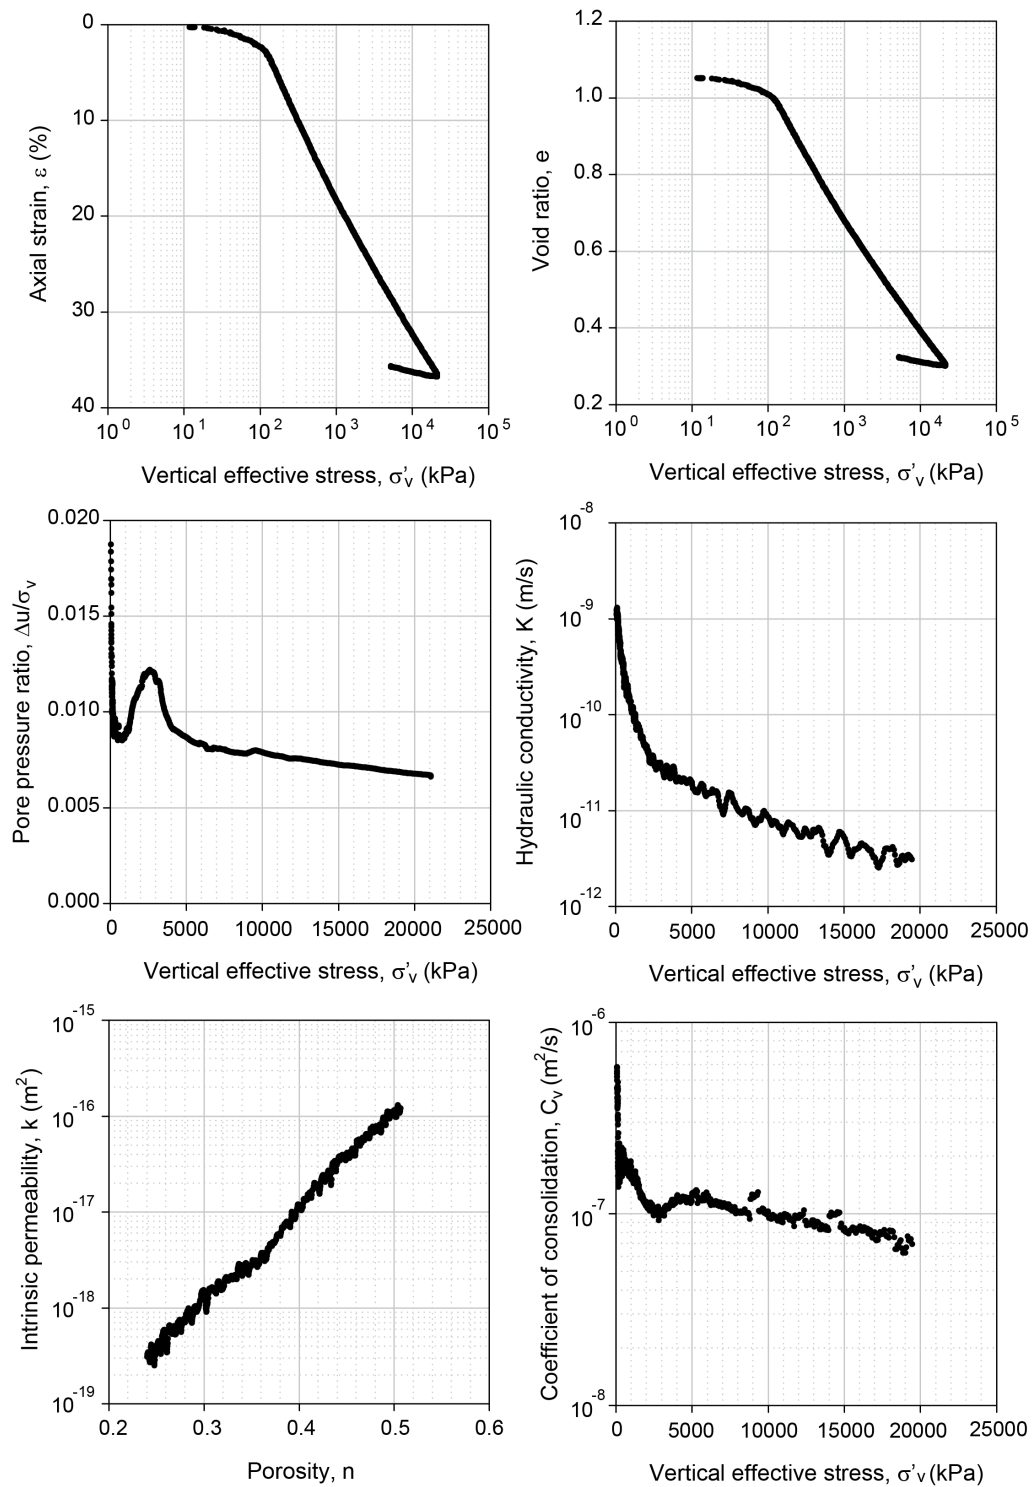 0
10
20
30
40
Axial strain, ε (%)
10^0 10^1 10^2 10^3 10^4 10^5
Vertical effective stress, σ'v (kPa)
1.2
1.0
0.8
0.6
0.4
0.2
Void ratio, e
10^0 10^1 10^2 10^3 10^4 10^5
Vertical effective stress, σ'v (kPa)
0.020
0.015
0.010
0.005
0.000
Pore pressure ratio, Δu/σv
0 5000 10000 15000 20000 25000
Vertical effective stress, σ'v (kPa)
10^-8
10^-9
10^-10
10^-11
10^-12
Hydraulic conductivity, K (m/s)
0 5000 10000 15000 20000 25000
Vertical effective stress, σ'v (kPa)
10^-15
10^-16
10^-17
10^-18
10^-19
Intrinsic permeability, k (m²)
0.2 0.3 0.4 0.5 0.6
Porosity, n
10^-6
10^-7
10^-8
Coefficient of consolidation, Cv (m²/s)
0 5000 10000 15000 20000 25000
Vertical effective stress, σ'v (kPa)